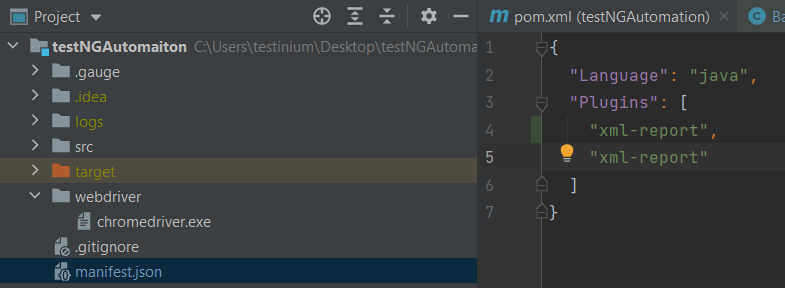 Project
testNGAutomaiton C:\Users\testinium\Desktop\testNGAutoma
.gauge
.idea
logs
src
target
webdriver
chromedriver.exe
.gitignore
manifest.json
m pom.xml (testNGAutomation) C Ba
1 {
2 "Language": "java",
3 "Plugins": [
4 "xml-report",
5 "xml-report"
6 ]
7 }